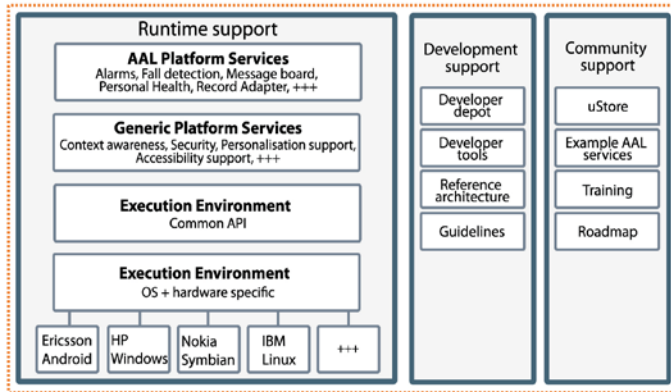 Runtime support
AAL Platform Services
Alarms, Fall detection, Message board,
Personal Health, Record Adapter, +++
Generic Platform Services
Context awareness, Security, Personalisation support,
Accessibility support, +++
Execution Environment
Common API
Execution Environment
OS + hardware specific
Ericsson
Android
HP
Windows
Nokia
Symbian
IBM
Linux
+++
Development
support
Developer
depot
Developer
tools
Reference
architecture
Guidelines
Community
support
uStore
Example AAL
services
Training
Roadmap